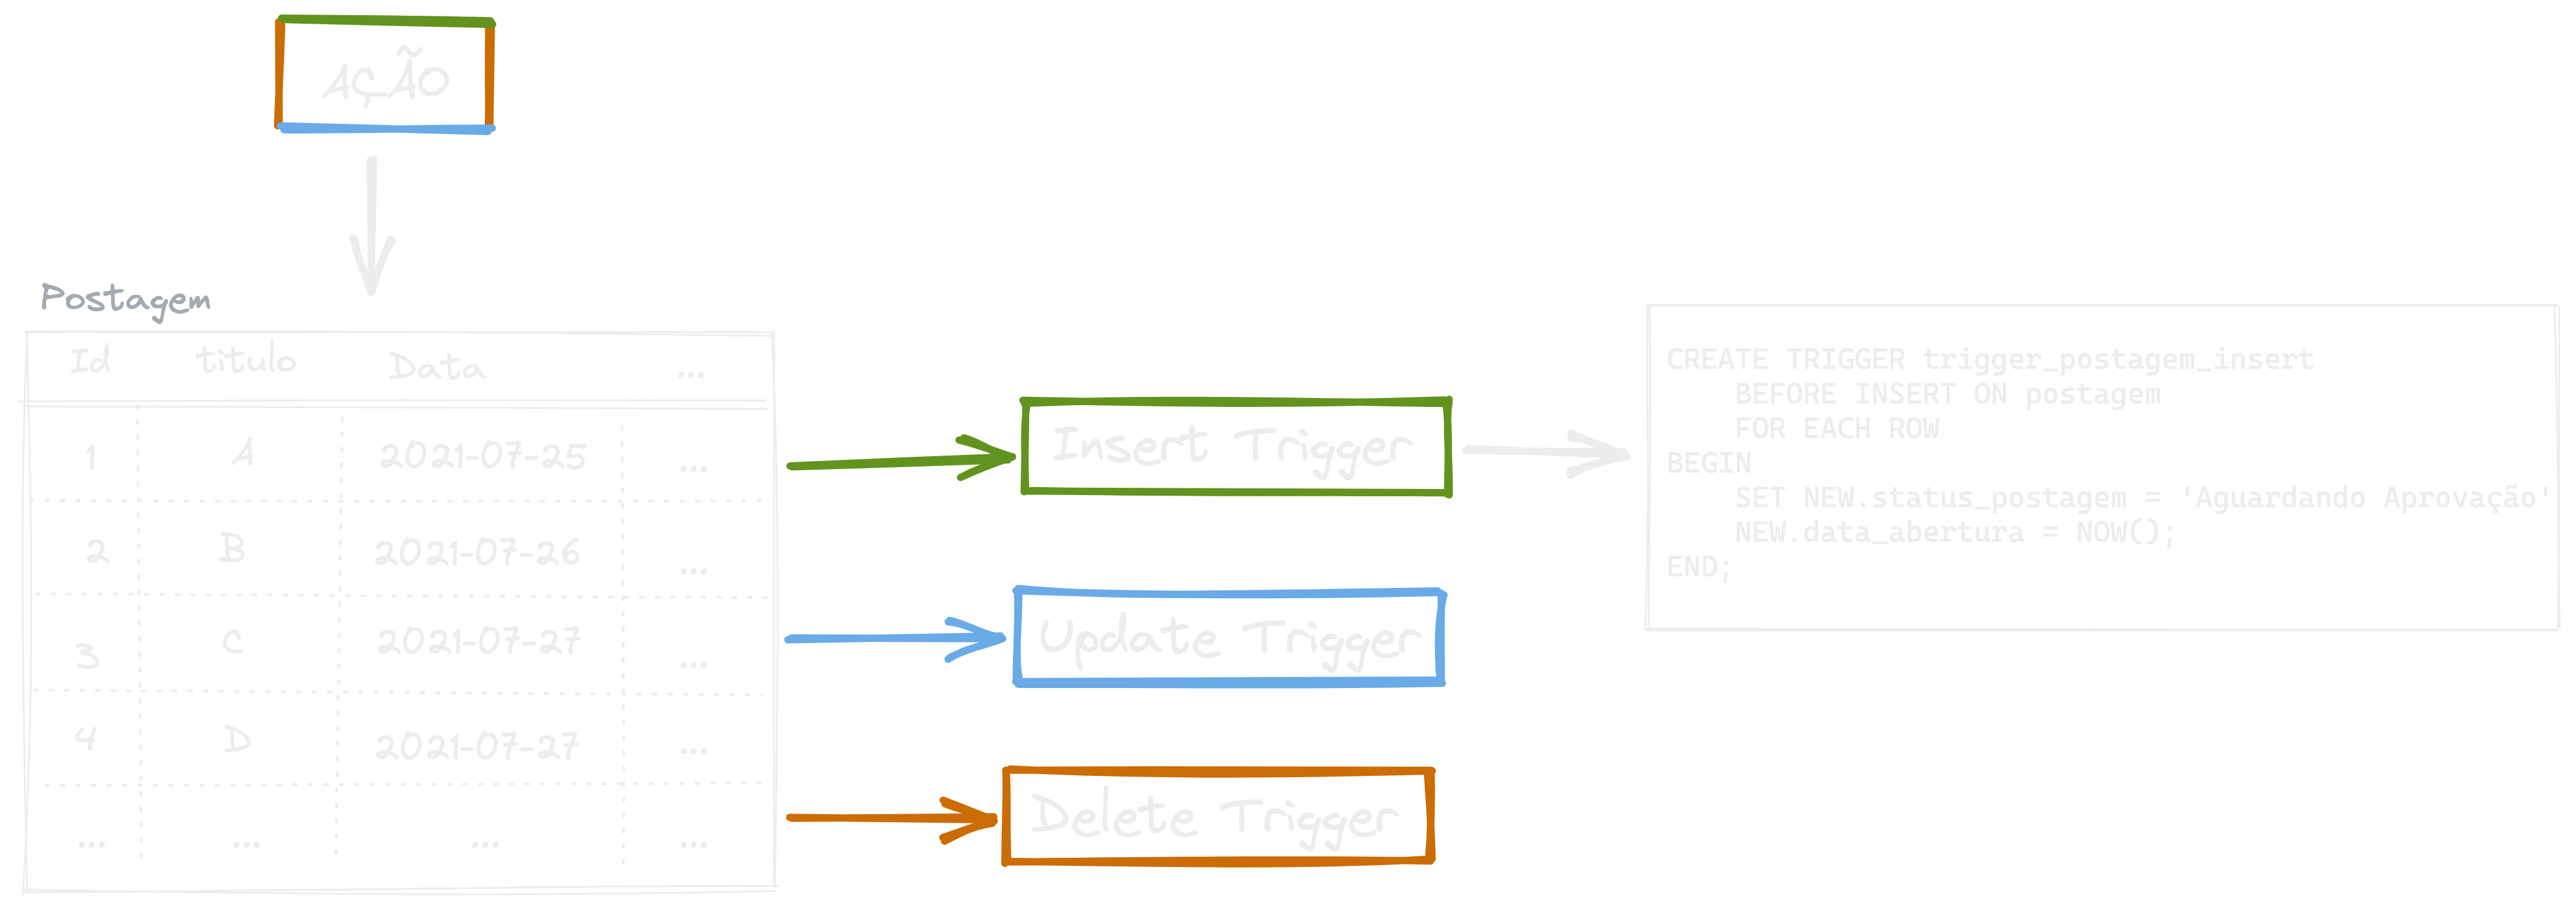 AÇÃO
Postagem
Id titulo Data ...
1 A 2021-07-25 ...
2 B 2021-07-26 ...
3 C 2021-07-27 ...
4 D 2021-07-27 ...
... ... ... ...
Insert Trigger
Update Trigger
Delete Trigger
CREATE TRIGGER trigger_postagem_insert
BEFORE INSERT ON postagem
FOR EACH ROW
BEGIN
SET NEW.status_postagem = 'Aguardando Aprovação'
NEW.data_abertura = NOW();
END;